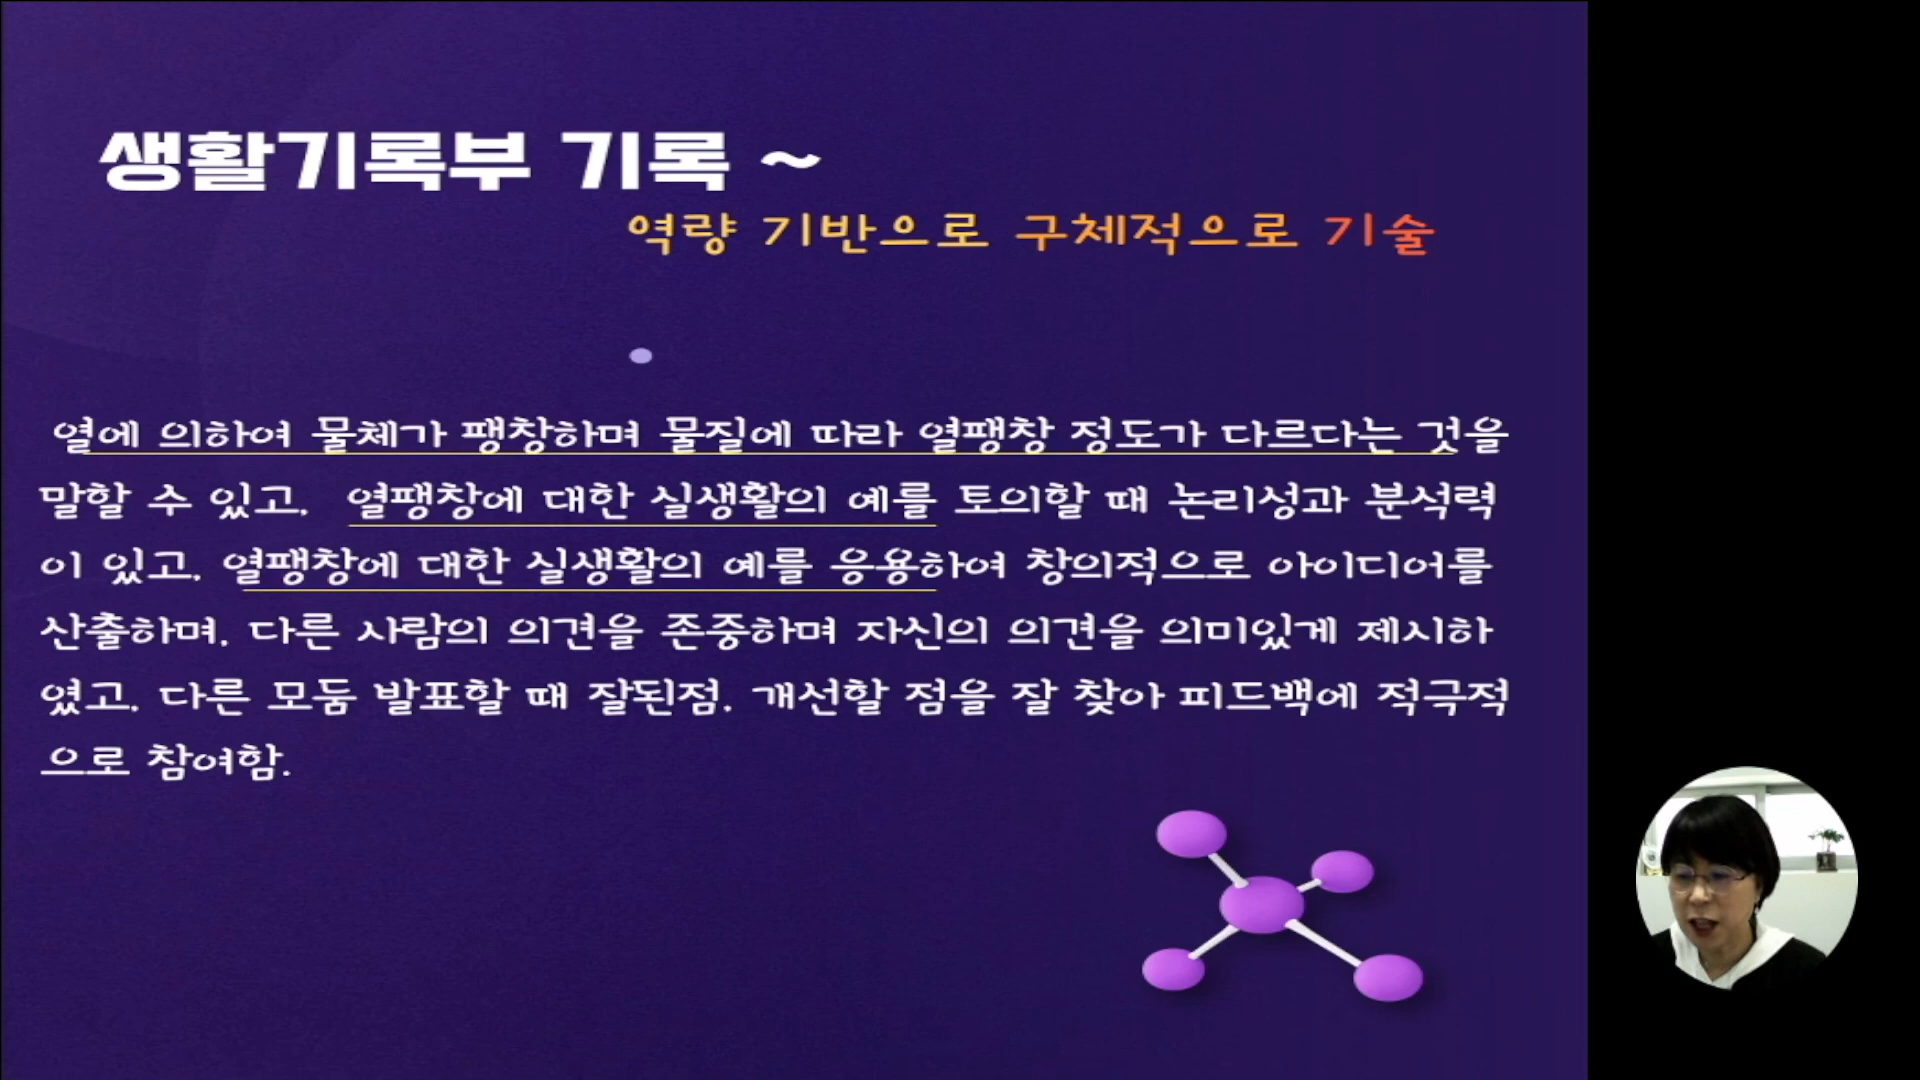 생활기록부 기록 ~
역량 기반으로 구체적으로 기술
열에 의하여 물체가 팽창하며 물질에 따라 열팽창 정도가 다르다는 것을
말할 수 있고, 열팽창에 대한 실생활의 예를 토의할 때 논리성과 분석력
이 있고, 열팽창에 대한 실생활의 예를 응용하여 창의적으로 아이디어를
산출하며, 다른 사람의 의견을 존중하며 자신의 의견을 의미있게 제시하
였고, 다른 모둠 발표할 때 잘된점, 개선할 점을 잘 찾아 피드백에 적극적
으로 참여함.